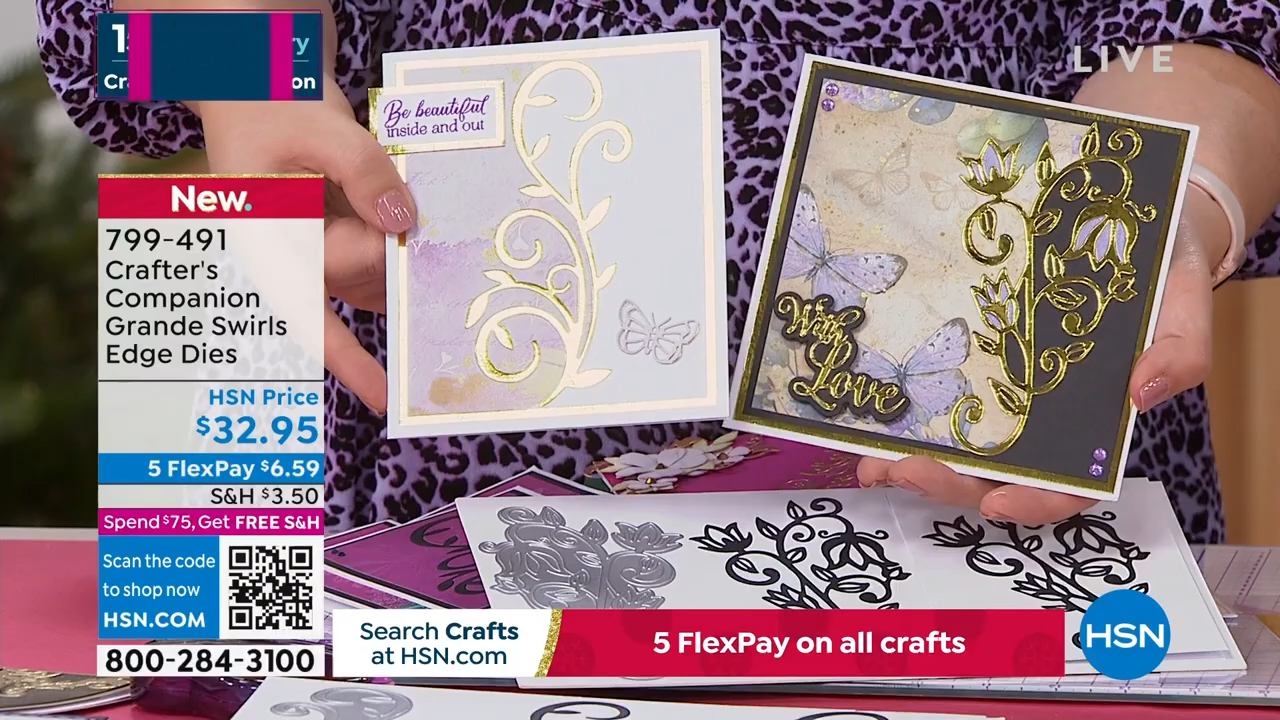 LIVE
Be beautiful
inside and out
With
Love
New.
799-491
Crafter's
Companion
Grande Swirls
Edge Dies
HSN Price
$32.95
5 FlexPay $6.59
S&H $3.50
Spend $75, Get FREE S&H
Scan the code
to shop now
HSN.COM
800-284-3100
Search Crafts
at HSN.com
5 FlexPay on all crafts
HSN